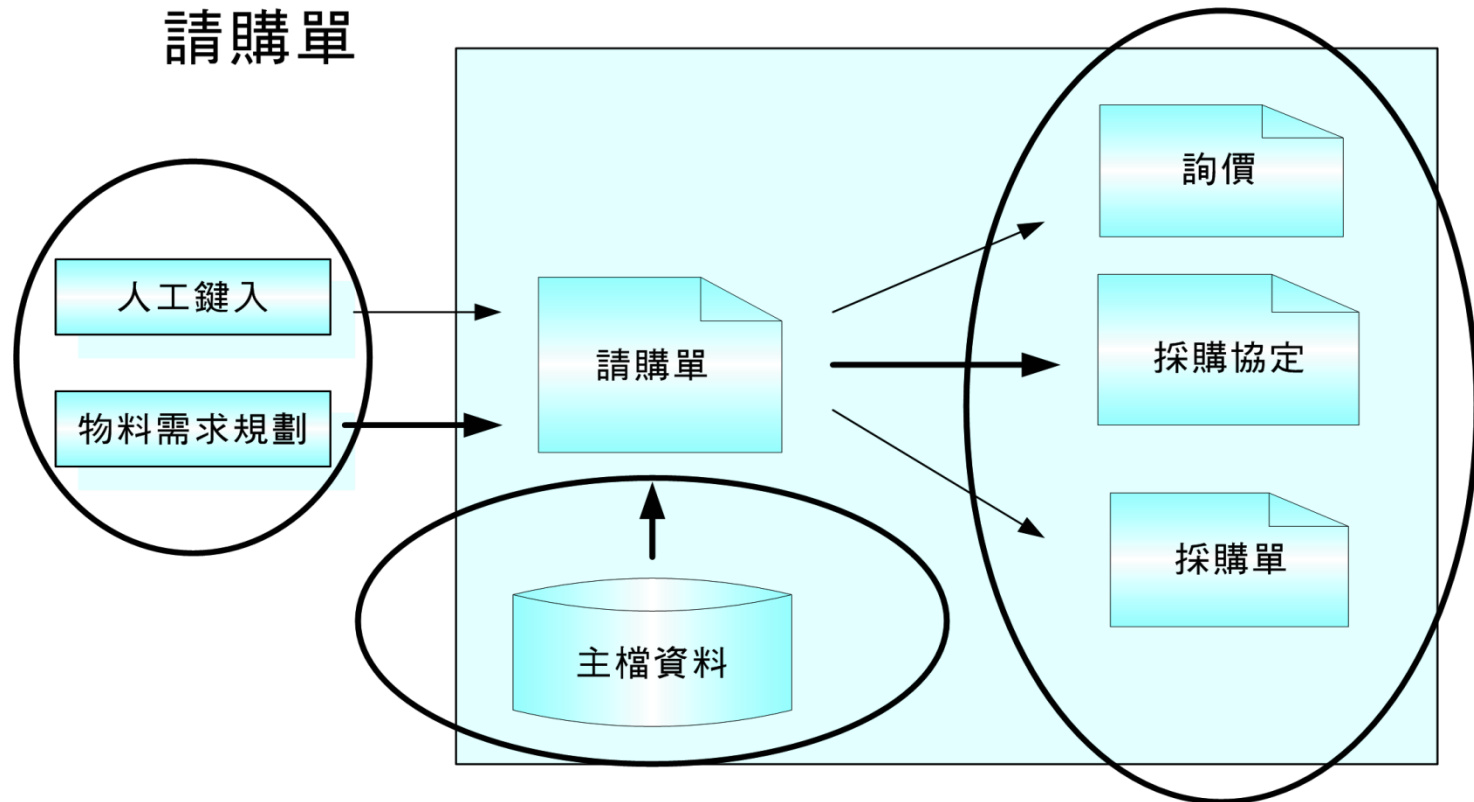 請購單
人工鍵入
物料需求規劃
請購單
主檔資料
詢價
採購協定
採購單